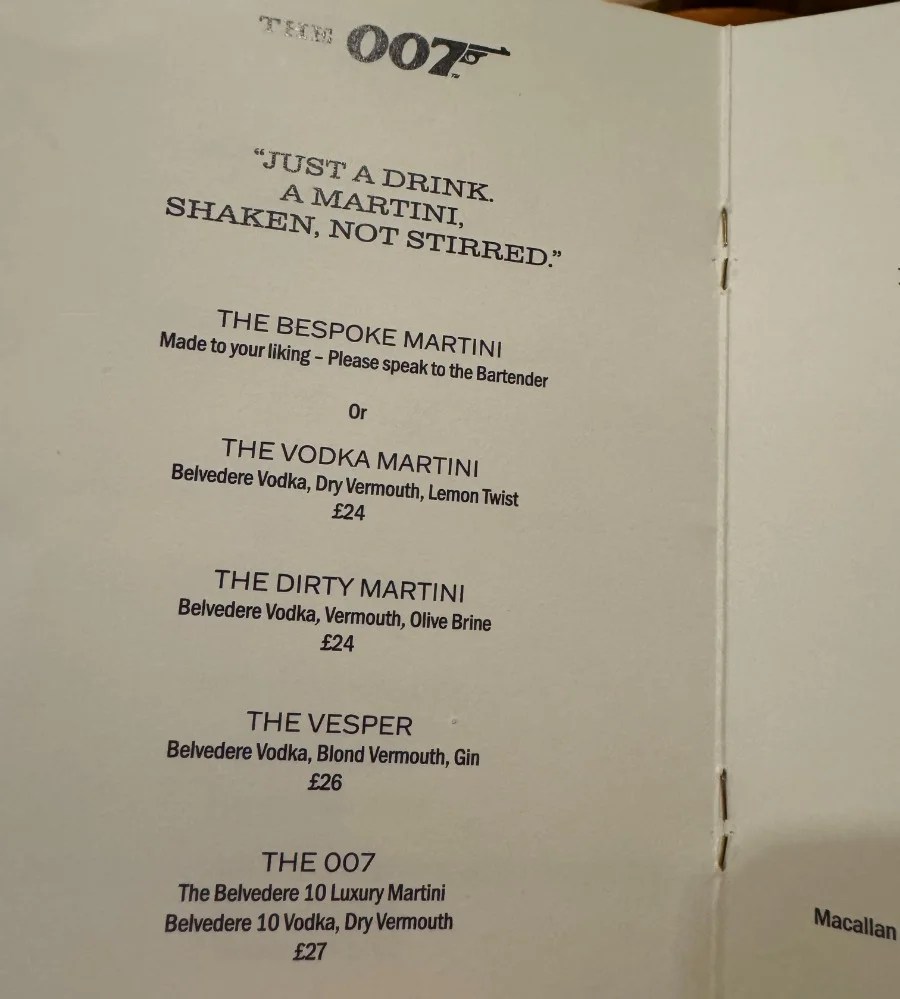 THE 007
“JUST A DRINK.
A MARTINI,
SHAKEN, NOT STIRRED.”
THE BESPOKE MARTINI
Made to your liking – Please speak to the Bartender
Or
THE VODKA MARTINI
Belvedere Vodka, Dry Vermouth, Lemon Twist
£24
THE DIRTY MARTINI
Belvedere Vodka, Vermouth, Olive Brine
£24
THE VESPER
Belvedere Vodka, Blond Vermouth, Gin
£26
THE 007
The Belvedere 10 Luxury Martini
Belvedere 10 Vodka, Dry Vermouth
£27
Macallan